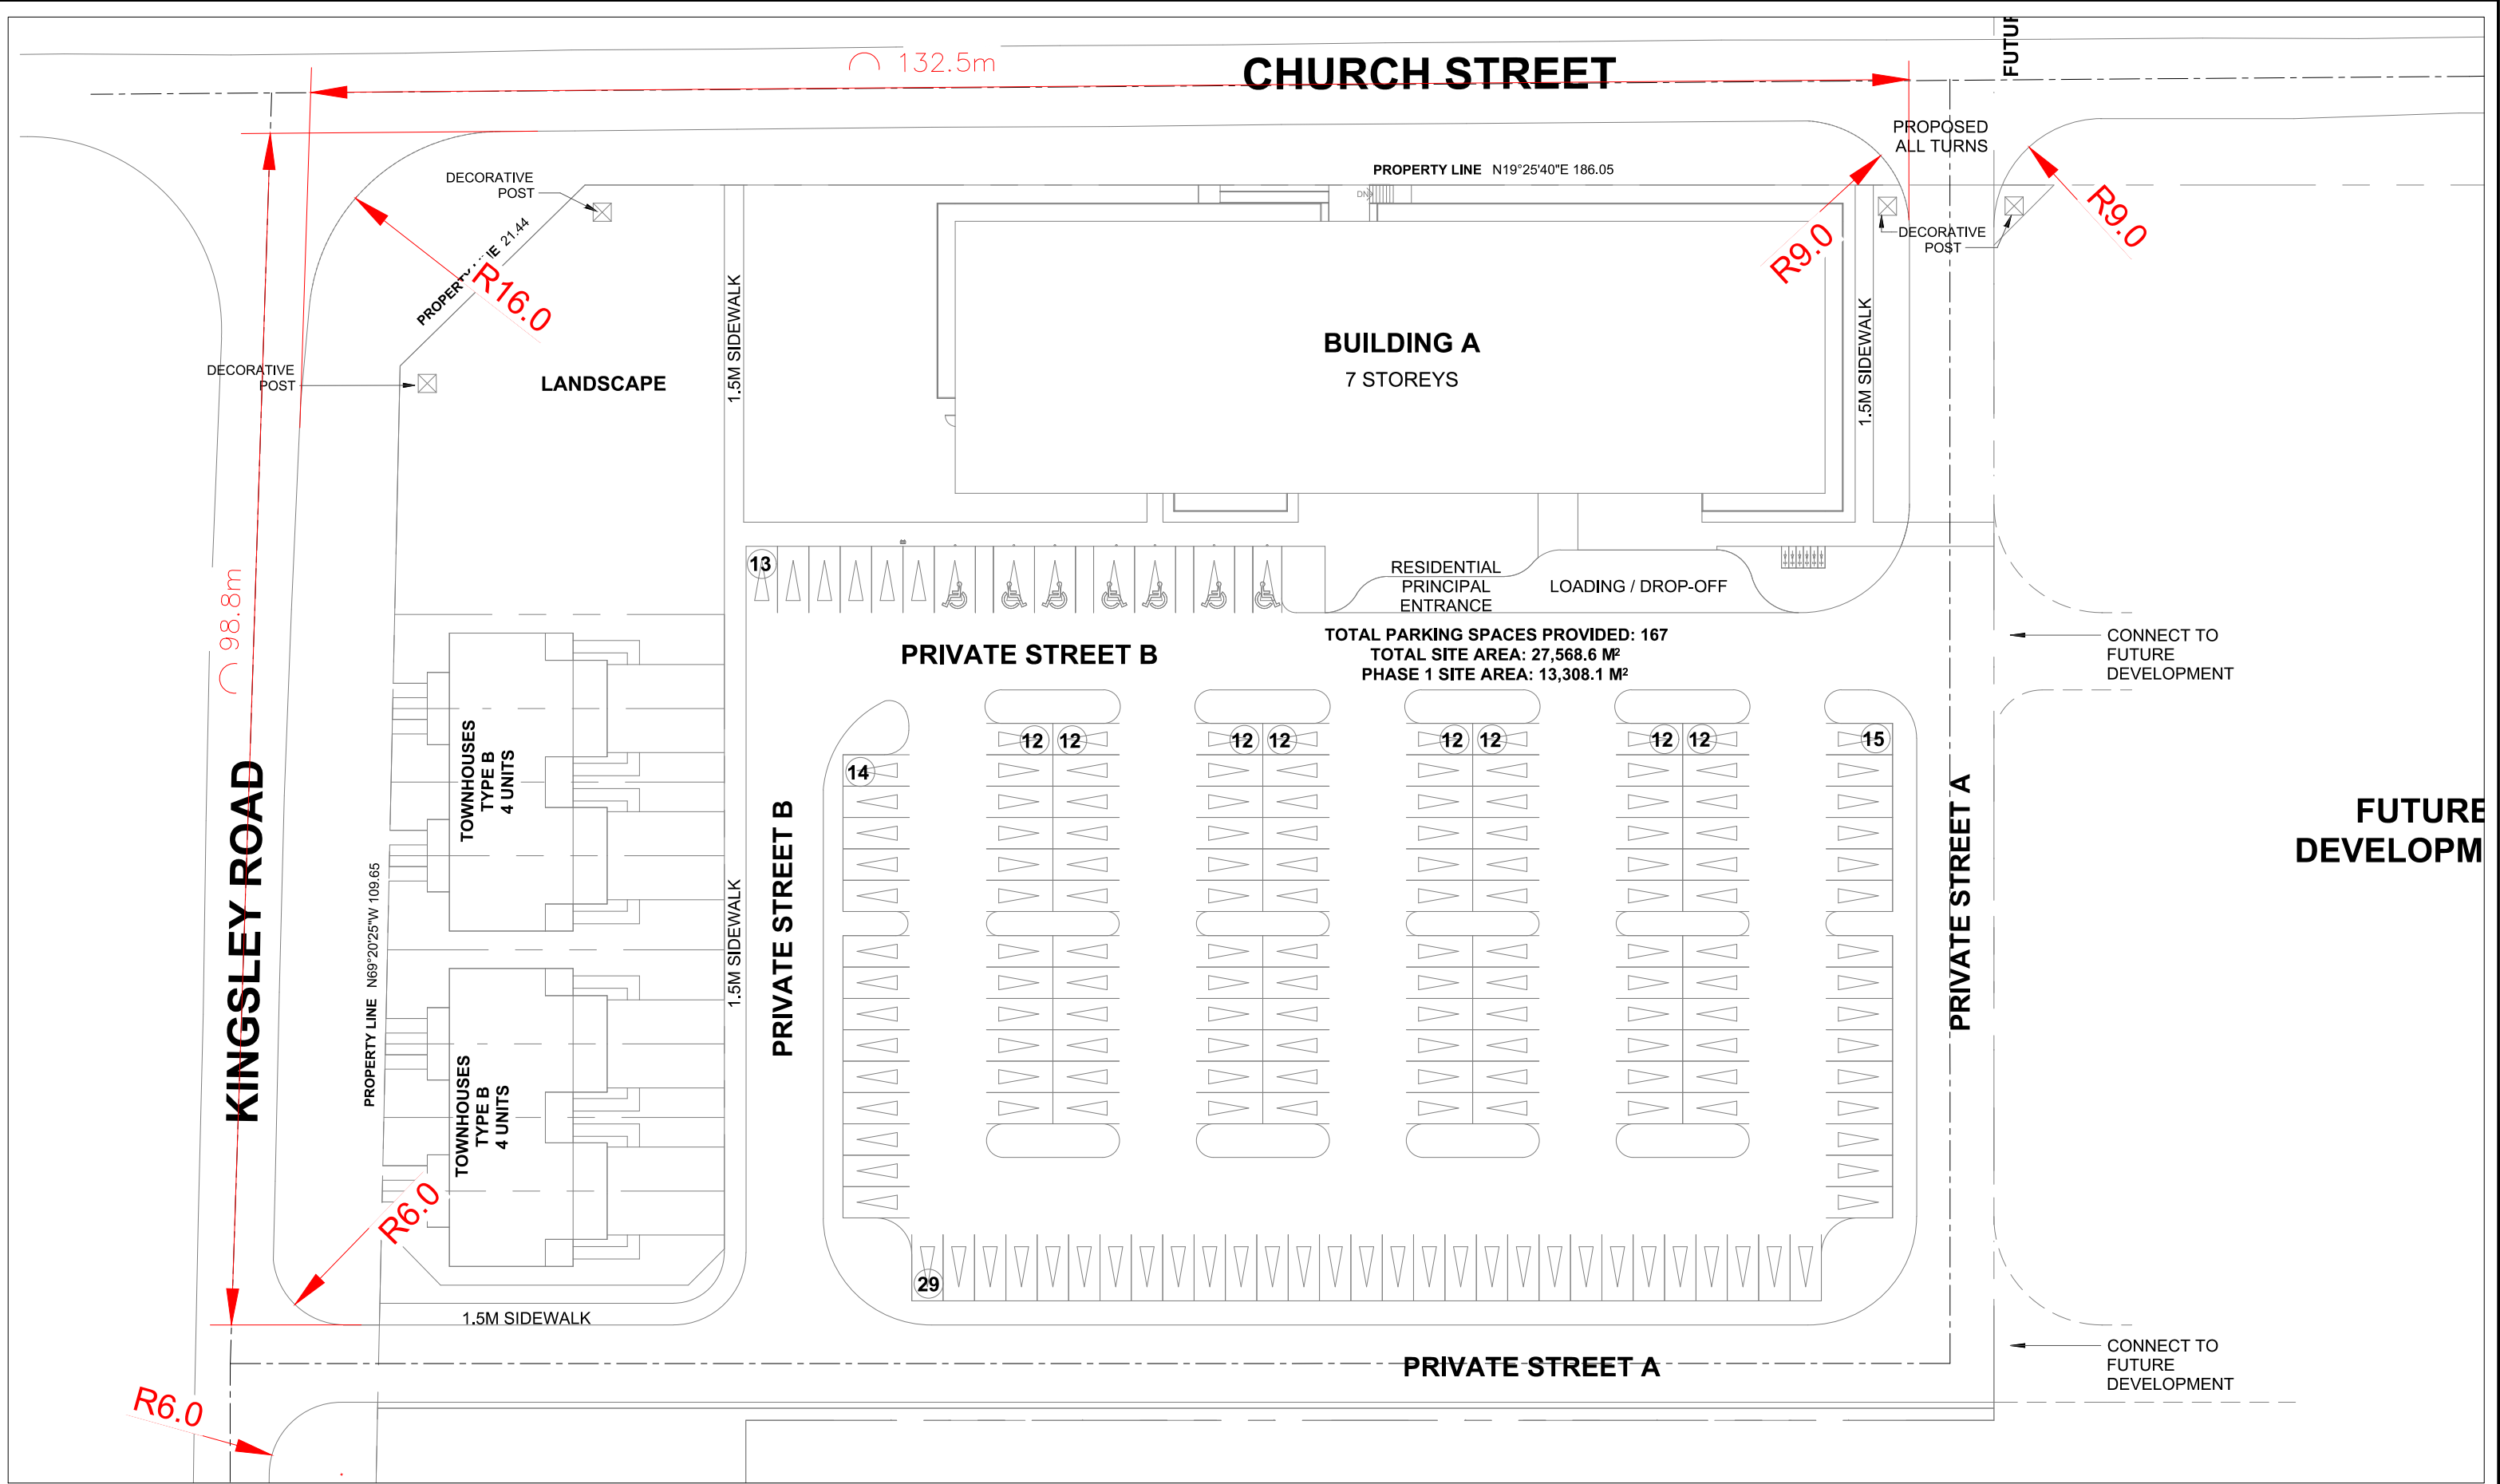 132.5m
CHURCH STREET
FUTUR
PROPOSED
ALL TURNS
DECORATIVE
POST
PROPERTY LINE N19°25'40"E 186.05
DN
R9.0
R9.0
DECORATIVE
POST
PROPERTY LINE 21.44
R16.0
DECORATIVE
POST
LANDSCAPE
1.5M SIDEWALK
BUILDING A
7 STOREYS
1.5M SIDEWALK
98.8m
13
RESIDENTIAL
PRINCIPAL
ENTRANCE
LOADING / DROP-OFF
PRIVATE STREET B
TOTAL PARKING SPACES PROVIDED: 167
TOTAL SITE AREA: 27,568.6 M²
PHASE 1 SITE AREA: 13,308.1 M²
CONNECT TO
FUTURE
DEVELOPMENT
TOWNHOUSES
TYPE B
4 UNITS
14
12 12
12 12
12 12
12 12
15
KINGSLEY ROAD
PROPERTY LINE N69°20'25"W 109.65
1.5M SIDEWALK
PRIVATE STREET B
PRIVATE STREET A
FUTURE
DEVELOPM
TOWNHOUSES
TYPE B
4 UNITS
R6.0
29
1.5M SIDEWALK
PRIVATE STREET A
CONNECT TO
FUTURE
DEVELOPMENT
R6.0